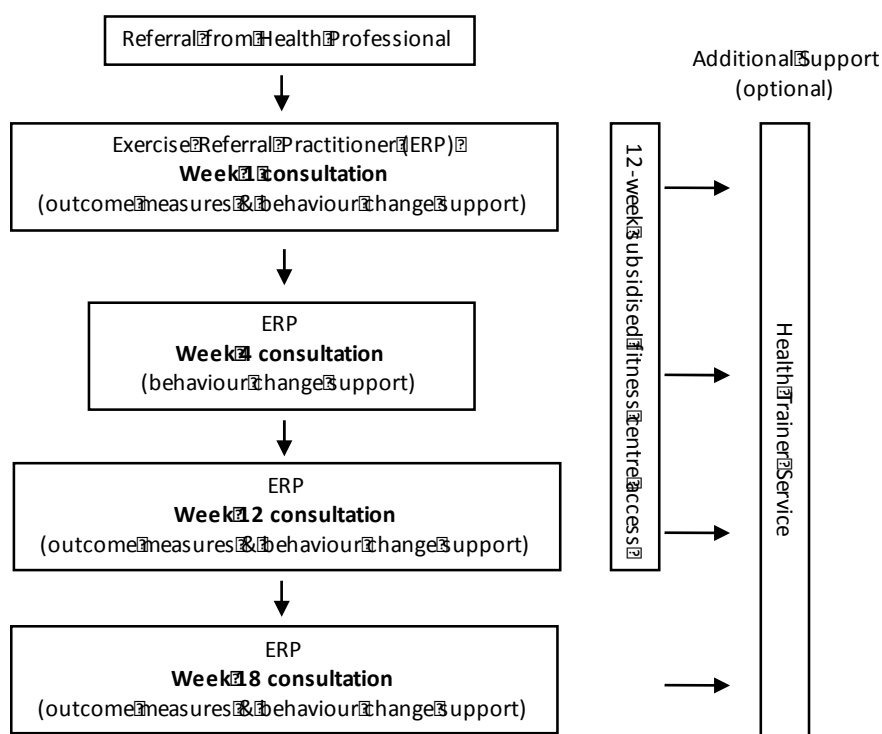 Referral from Health Professional
Additional Support
(optional)
Exercise Referral Practitioner (ERP)
Week 1 consultation
(outcome measures & behaviour change support)
ERP
Week 4 consultation
(behaviour change support)
ERP
Week 12 consultation
(outcome measures & behaviour change support)
ERP
Week 18 consultation
(outcome measures & behaviour change support)
12-week subsidised fitness centre access
Health Trainer Service